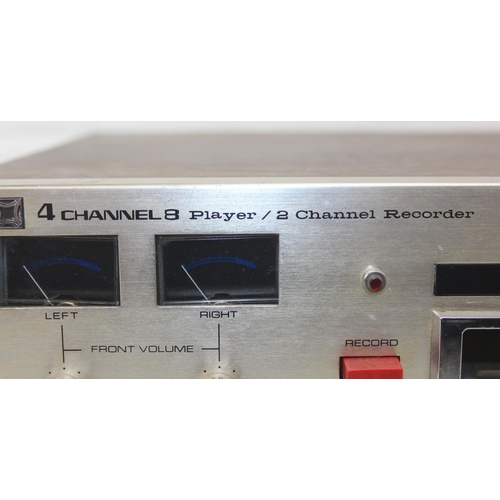 4 CHANNEL 8 Player / 2 Channel Recorder
LEFT
RIGHT
FRONT VOLUME
RECORD